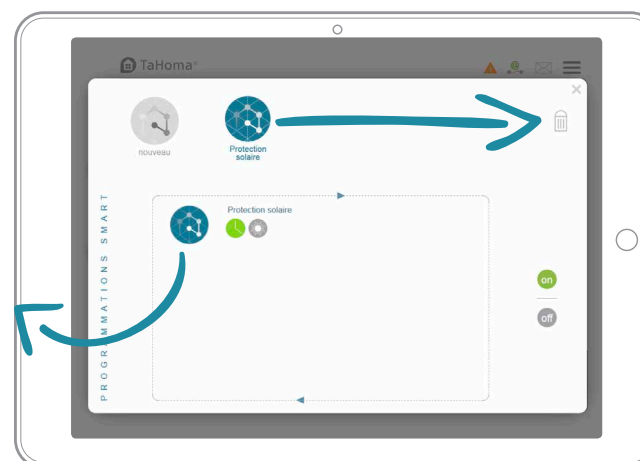 TaHoma®
nouveau
Protection
solaire
PROGRAMMATIONS SMART
Protection solaire
on
off